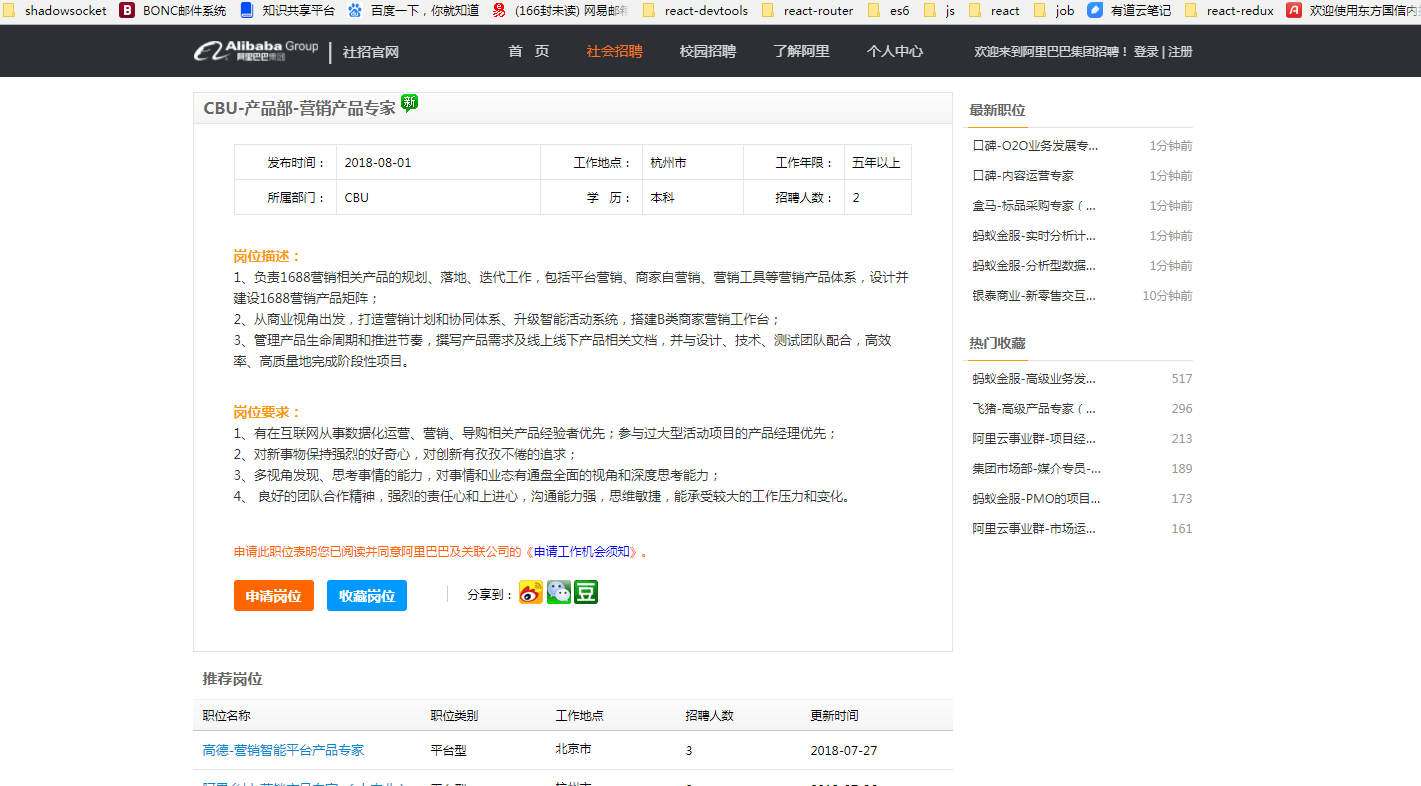 shadowsocket BONC邮件系统 知识共享平台 百度一下，你就知道 (166封未读) 网易邮箱 react-devtools react-router es6 js react job 有道云笔记 react-redux 欢迎使用东方国信内
Alibaba Group 阿里巴巴集团 社招官网 首 页 社会招聘 校园招聘 了解阿里 个人中心 欢迎来到阿里巴巴集团招聘！ 登录 | 注册
CBU-产品部-营销产品专家 新
发布时间： 2018-08-01 工作地点： 杭州市 工作年限： 五年以上
所属部门： CBU 学 历： 本科 招聘人数： 2
岗位描述：
1、负责1688营销相关产品的规划、落地、迭代工作，包括平台营销、商家自营销、营销工具等营销产品体系，设计并
建设1688营销产品矩阵；
2、从商业视角出发，打造营销计划和协同体系、升级智能活动系统，搭建B类商家营销工作台；
3、管理产品生命周期和推进节奏，撰写产品需求及线上线下产品相关文档，并与设计、技术、测试团队配合，高效
率、高质量地完成阶段性项目。
岗位要求：
1、有在互联网从事数据化运营、营销、导购相关产品经验者优先；参与过大型活动项目的产品经理优先；
2、对新事物保持强烈的好奇心，对创新有孜孜不倦的追求；
3、多视角发现、思考事情的能力，对事情和业态有通盘全面的视角和深度思考能力；
4、 良好的团队合作精神，强烈的责任心和上进心，沟通能力强，思维敏捷，能承受较大的工作压力和变化。
申请此职位表明您已阅读并同意阿里巴巴及关联公司的《申请工作机会须知》。
申请岗位 收藏岗位 分享到： 豆
推荐岗位
职位名称 职位类别 工作地点 招聘人数 更新时间
高德-营销智能平台产品专家 平台型 北京市 3 2018-07-27
最新职位
口碑-O2O业务发展专... 1分钟前
口碑-内容运营专家 1分钟前
盒马-标品采购专家（... 1分钟前
蚂蚁金服-实时分析计... 1分钟前
蚂蚁金服-分析型数据... 1分钟前
银泰商业-新零售交互... 10分钟前
热门收藏
蚂蚁金服-高级业务发... 517
飞猪-高级产品专家（... 296
阿里云事业群-项目经... 213
集团市场部-媒介专员-... 189
蚂蚁金服-PMO的项目... 173
阿里云事业群-市场运... 161